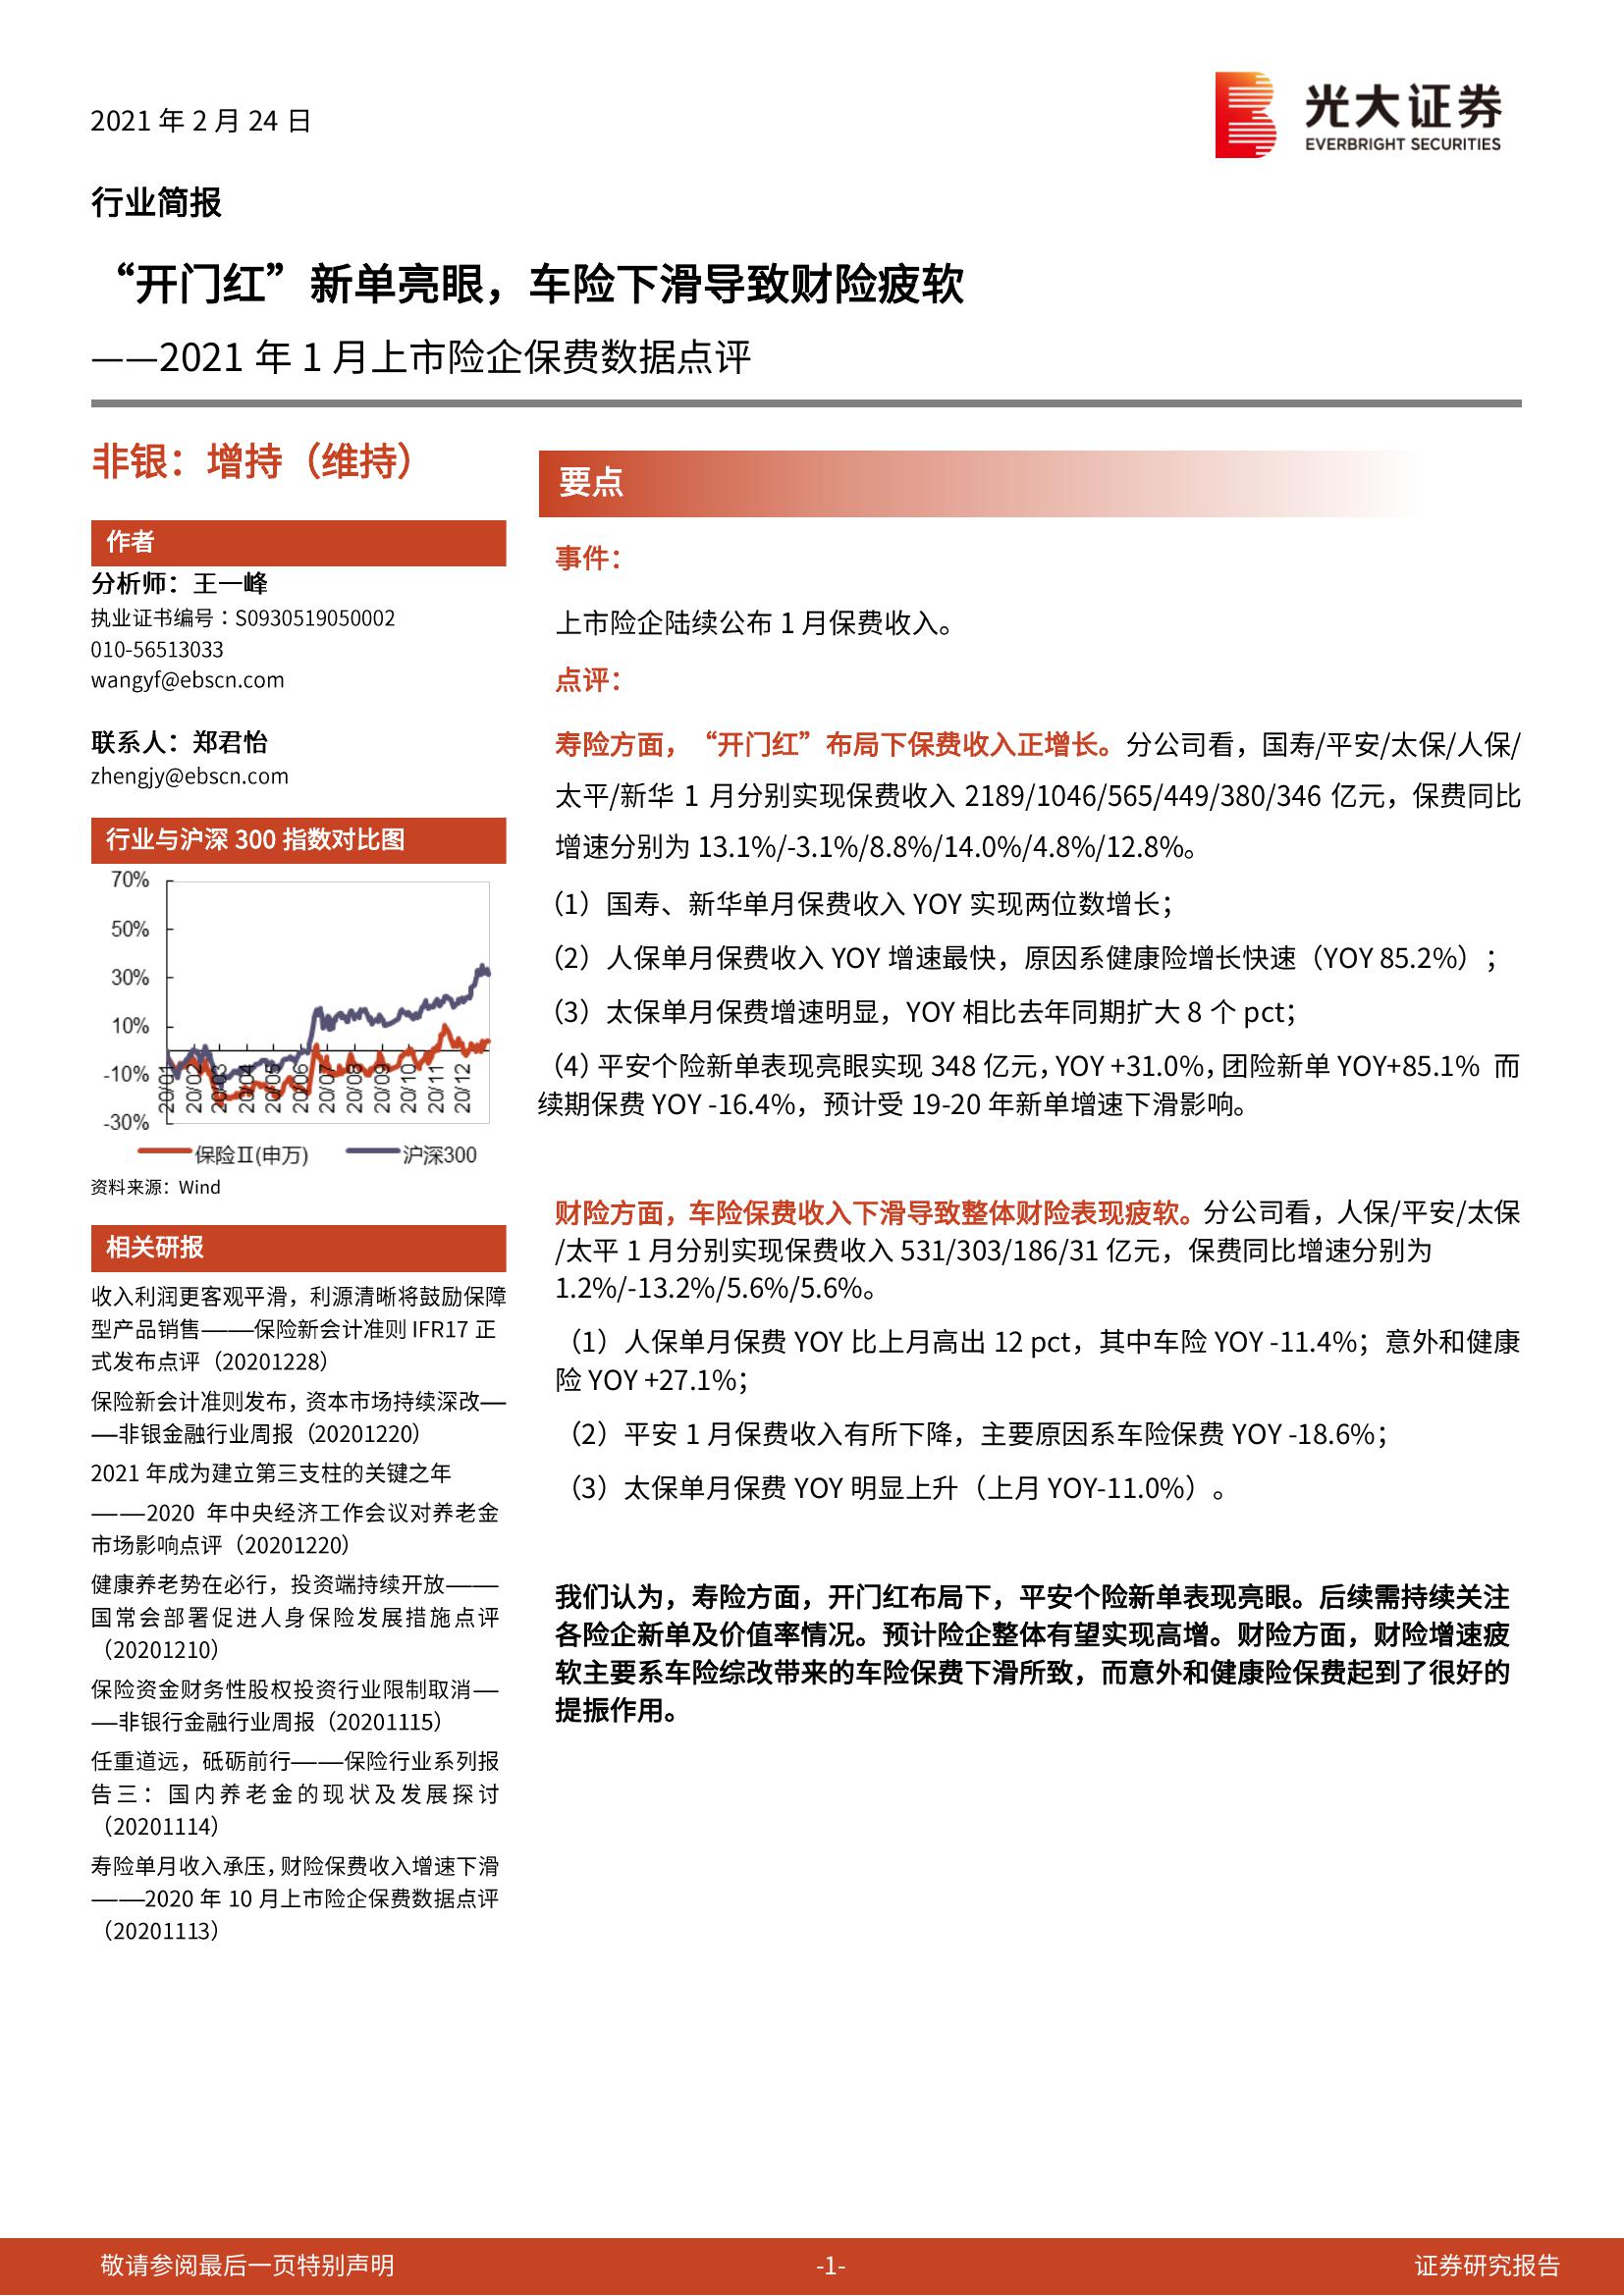 2021 年 2 月 24 日
光大证券
EVERBRIGHT SECURITIES
行业简报
“开门红”新单亮眼，车险下滑导致财险疲软
——2021 年 1 月上市险企保费数据点评
非银：增持（维持）
作者
分析师：王一峰
执业证书编号：S0930519050002
010-56513033
wangyf@ebscn.com
联系人：郑君怡
zhengjy@ebscn.com
行业与沪深 300 指数对比图
70%
50%
30%
10%
-10%
-30%
20/01
20/02
20/03
20/04
20/05
20/06
20/07
20/08
20/09
20/10
20/11
20/12
保险Ⅱ(申万)
沪深300
资料来源：Wind
相关研报
收入利润更客观平滑，利源清晰将鼓励保障
型产品销售——保险新会计准则 IFR17 正
式发布点评（20201228）
保险新会计准则发布，资本市场持续深改—
—非银金融行业周报（20201220）
2021 年成为建立第三支柱的关键之年
——2020 年中央经济工作会议对养老金
市场影响点评（20201220）
健康养老势在必行，投资端持续开放——
国常会部署促进人身保险发展措施点评
（20201210）
保险资金财务性股权投资行业限制取消—
—非银行金融行业周报（20201115）
任重道远，砥砺前行——保险行业系列报
告三：国内养老金的现状及发展探讨
（20201114）
寿险单月收入承压，财险保费收入增速下滑
——2020 年 10 月上市险企保费数据点评
（20201113）
要点
事件：
上市险企陆续公布 1 月保费收入。
点评：
寿险方面，“开门红”布局下保费收入正增长。分公司看，国寿/平安/太保/人保/
太平/新华 1 月分别实现保费收入 2189/1046/565/449/380/346 亿元，保费同比
增速分别为 13.1%/-3.1%/8.8%/14.0%/4.8%/12.8%。
（1）国寿、新华单月保费收入 YOY 实现两位数增长；
（2）人保单月保费收入 YOY 增速最快，原因系健康险增长快速（YOY 85.2%）；
（3）太保单月保费增速明显，YOY 相比去年同期扩大 8 个 pct；
（4）平安个险新单表现亮眼实现 348 亿元，YOY +31.0%，团险新单 YOY+85.1% 而
续期保费 YOY -16.4%，预计受 19-20 年新单增速下滑影响。
财险方面，车险保费收入下滑导致整体财险表现疲软。分公司看，人保/平安/太保
/太平 1 月分别实现保费收入 531/303/186/31 亿元，保费同比增速分别为
1.2%/-13.2%/5.6%/5.6%。
（1）人保单月保费 YOY 比上月高出 12 pct，其中车险 YOY -11.4%；意外和健康
险 YOY +27.1%；
（2）平安 1 月保费收入有所下降，主要原因系车险保费 YOY -18.6%；
（3）太保单月保费 YOY 明显上升（上月 YOY-11.0%）。
我们认为，寿险方面，开门红布局下，平安个险新单表现亮眼。后续需持续关注
各险企新单及价值率情况。预计险企整体有望实现高增。财险方面，财险增速疲
软主要系车险综改带来的车险保费下滑所致，而意外和健康险保费起到了很好的
提振作用。
敬请参阅最后一页特别声明
-1-
证券研究报告